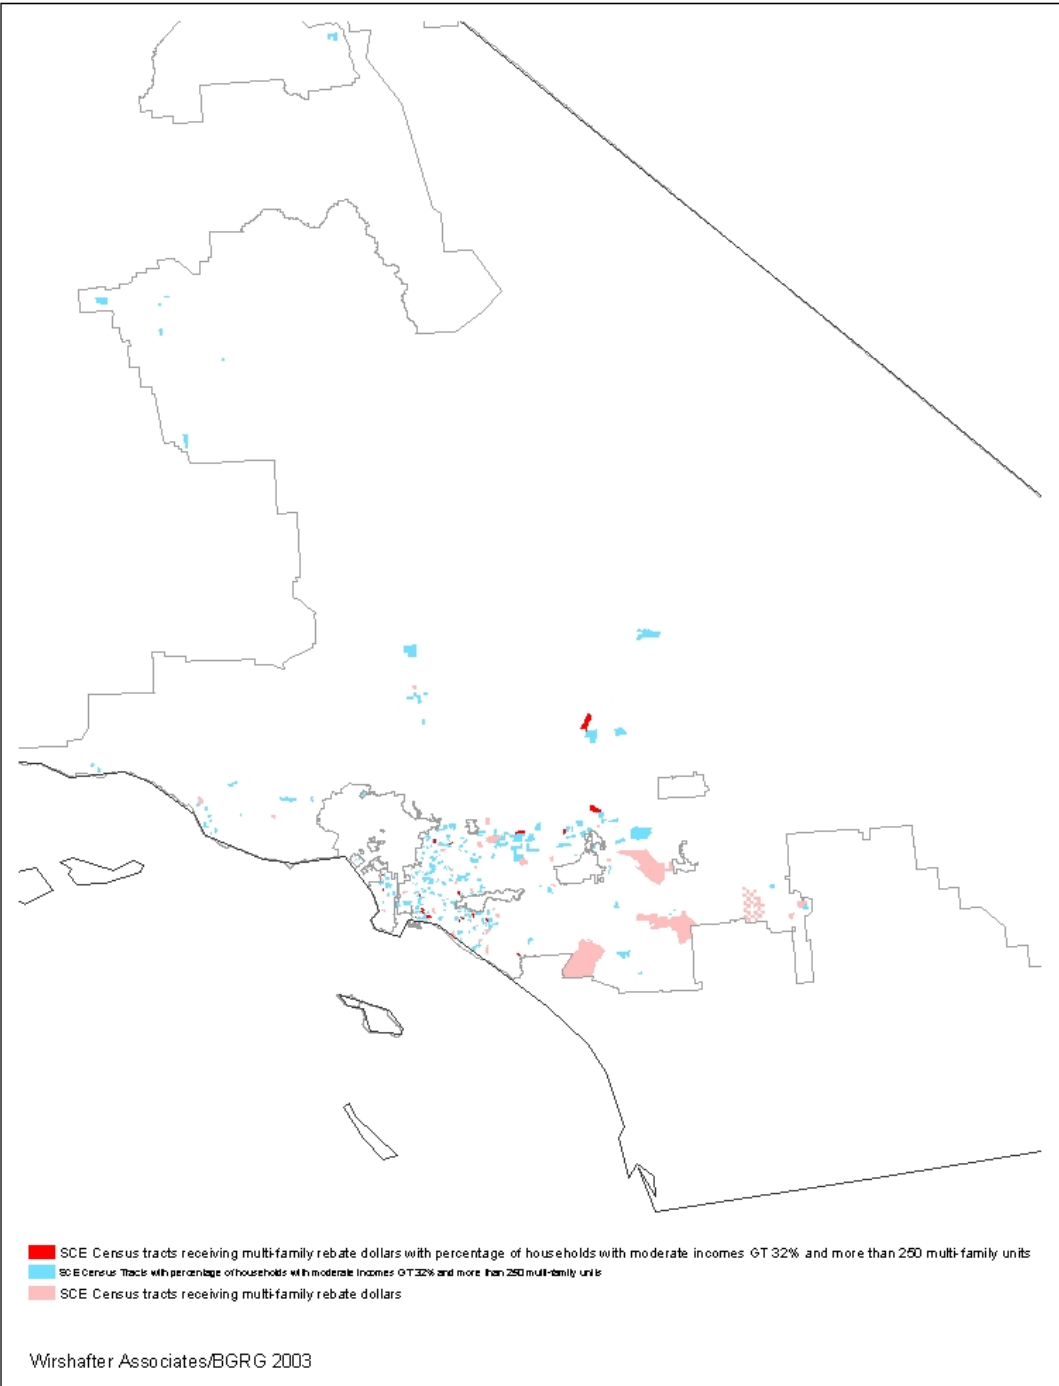 SCE Census tracts receiving multi-family rebate dollars with percentage of households with moderate incomes GT 32% and more than 250 multi-family units
SCE Census Tracts with percentage of households with moderate incomes GT 32% and more than 250 multi-family units
SCE Census tracts receiving multi-family rebate dollars
Wirshafter Associates/BGRG 2003